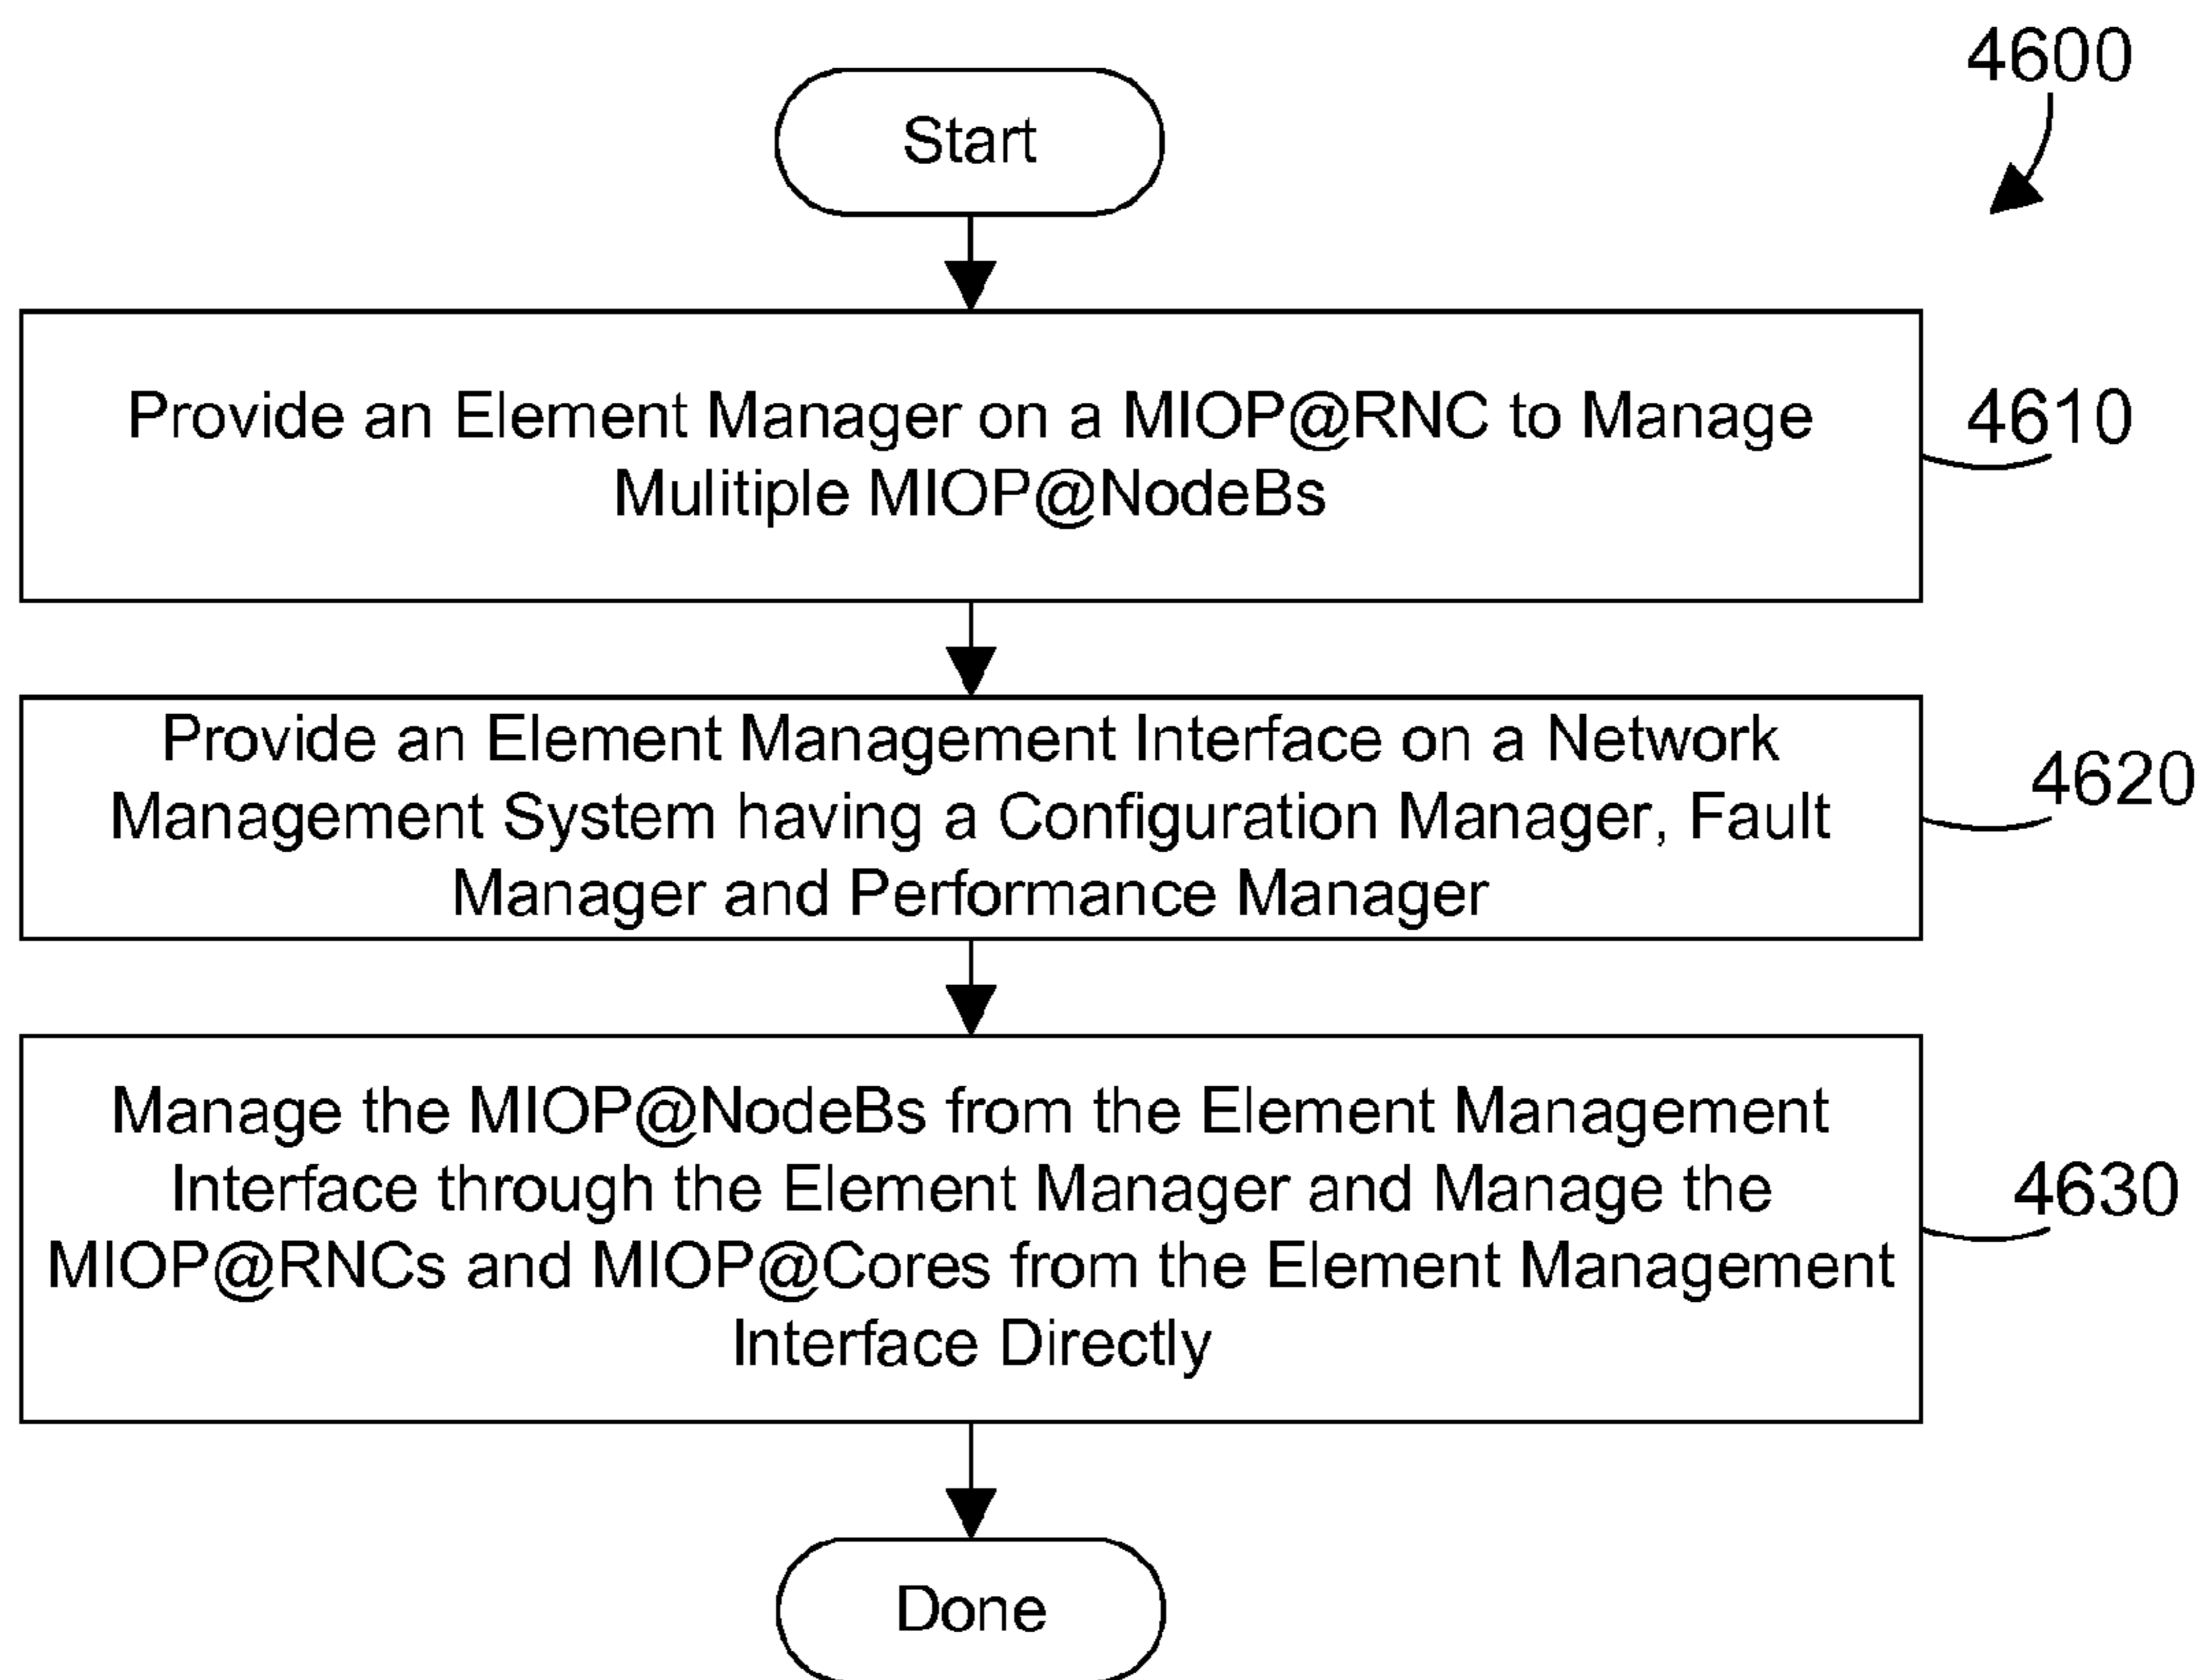 4600
Start
Provide an Element Manager on a MIOP@RNC to Manage
Mulitiple MIOP@NodeBs
4610
Provide an Element Management Interface on a Network
Management System having a Configuration Manager, Fault
Manager and Performance Manager
4620
Manage the MIOP@NodeBs from the Element Management
Interface through the Element Manager and Manage the
MIOP@RNCs and MIOP@Cores from the Element Management
Interface Directly
4630
Done